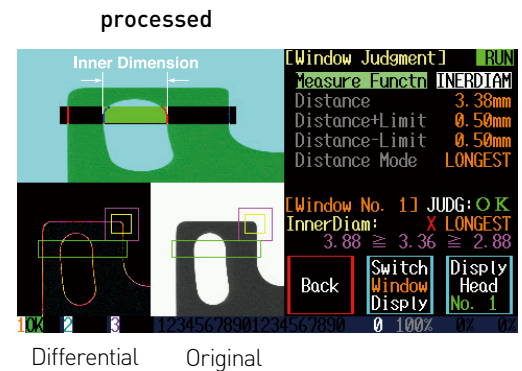 processed
Inner Dimension
[Window Judgment] RUN
Measure Functn INERDIAM
Distance 3.38mm
Distance+Limit 0.50mm
Distance-Limit 0.50mm
Distance Mode LONGEST
[Window No. 1] JUDG:OK
InnerDiam: X LONGEST
3.88 ≧ 3.36 ≧ 2.88
Back
Switch
Window
Disply
Disply
Head
No. 1
1OK 2 3 12345678901234567890 0 100% 0% 0%
Differential Original